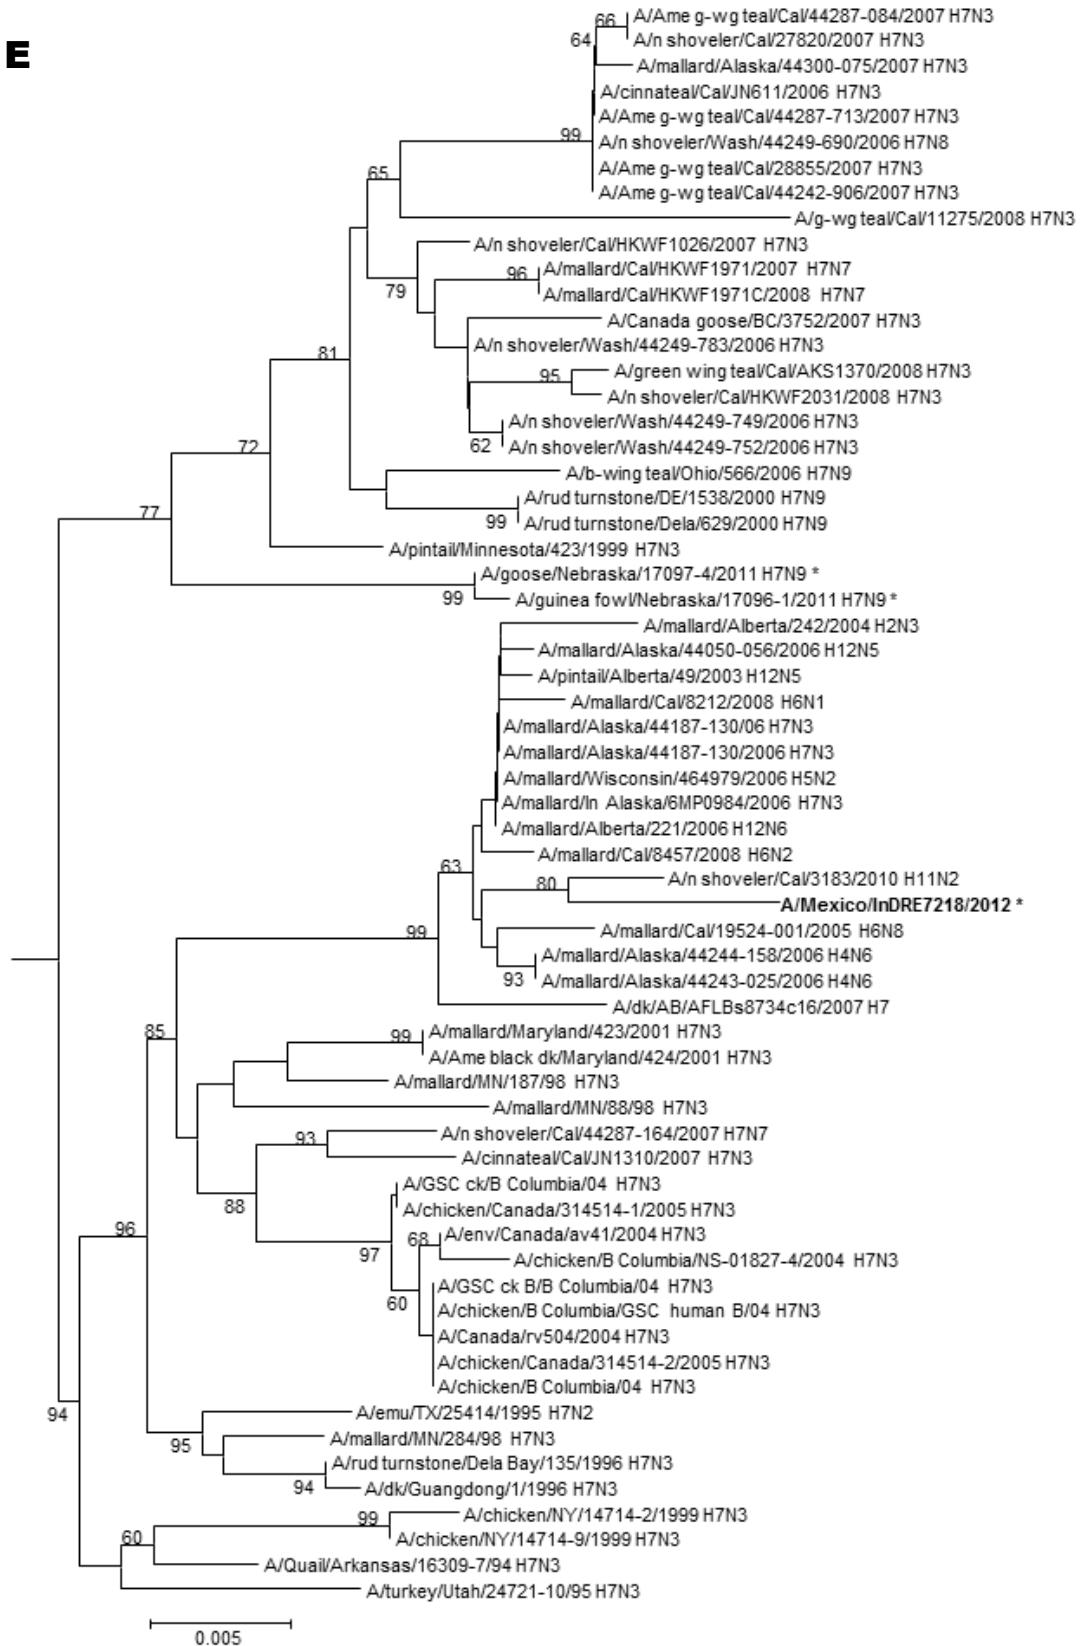 E
66
A/Ame g-wg teal/Cal/44287-084/2007 H7N3
A/n shoveler/Cal/27820/2007 H7N3
64
A/mallard/Alaska/44300-075/2007 H7N3
A/cinnateal/Cal/JN611/2006 H7N3
A/Ame g-wg teal/Cal/44287-713/2007 H7N3
99
A/n shoveler/Wash/44249-690/2006 H7N8
A/Ame g-wg teal/Cal/28855/2007 H7N3
65
A/Ame g-wg teal/Cal/44242-906/2007 H7N3
A/g-wg teal/Cal/11275/2008 H7N3
A/n shoveler/Cal/HKWF1026/2007 H7N3
96
A/mallard/Cal/HKWF1971/2007 H7N7
79
A/mallard/Cal/HKWF1971C/2008 H7N7
A/Canada goose/BC/3752/2007 H7N3
A/n shoveler/Wash/44249-783/2006 H7N3
81
A/green wing teal/Cal/AKS1370/2008 H7N3
95
A/n shoveler/Cal/HKWF2031/2008 H7N3
A/n shoveler/Wash/44249-749/2006 H7N3
62
A/n shoveler/Wash/44249-752/2006 H7N3
72
A/b-wing teal/Ohio/566/2006 H7N9
A/rud turnstone/DE/1538/2000 H7N9
99
A/rud turnstone/Dela/629/2000 H7N9
77
A/pintail/Minnesota/423/1999 H7N3
A/goose/Nebraska/17097-4/2011 H7N9 *
99
A/guinea fowl/Nebraska/17096-1/2011 H7N9 *
A/mallard/Alberta/242/2004 H2N3
A/mallard/Alaska/44050-056/2006 H12N5
A/pintail/Alberta/49/2003 H12N5
A/mallard/Cal/8212/2008 H6N1
A/mallard/Alaska/44187-130/06 H7N3
A/mallard/Alaska/44187-130/2006 H7N3
A/mallard/Wisconsin/464979/2006 H5N2
A/mallard/In Alaska/6MP0984/2006 H7N3
A/mallard/Alberta/221/2006 H12N6
A/mallard/Cal/8457/2008 H6N2
63
A/n shoveler/Cal/3183/2010 H11N2
80
A/Mexico/InDRE7218/2012 *
99
A/mallard/Cal/19524-001/2005 H6N8
A/mallard/Alaska/44244-158/2006 H4N6
93
A/mallard/Alaska/44243-025/2006 H4N6
A/dk/AB/AFLBs8734c16/2007 H7
85
A/mallard/Maryland/423/2001 H7N3
99
A/Ame black dk/Maryland/424/2001 H7N3
A/mallard/MN/187/98 H7N3
A/mallard/MN/88/98 H7N3
A/n shoveler/Cal/44287-164/2007 H7N7
93
A/cinnateal/Cal/JN1310/2007 H7N3
A/GSC ck/B Columbia/04 H7N3
88
A/chicken/Canada/314514-1/2005 H7N3
96
A/env/Canada/av41/2004 H7N3
68
97
A/chicken/B Columbia/NS-01827-4/2004 H7N3
A/GSC ck B/B Columbia/04 H7N3
60
A/chicken/B Columbia/GSC human B/04 H7N3
A/Canada/rv504/2004 H7N3
A/chicken/Canada/314514-2/2005 H7N3
A/chicken/B Columbia/04 H7N3
94
A/emu/TX/25414/1995 H7N2
95
A/mallard/MN/284/98 H7N3
A/rud turnstone/Dela Bay/135/1996 H7N3
94
A/dk/Guangdong/1/1996 H7N3
99
A/chicken/NY/14714-2/1999 H7N3
60
A/chicken/NY/14714-9/1999 H7N3
A/Quail/Arkansas/16309-7/94 H7N3
A/turkey/Utah/24721-10/95 H7N3
0.005